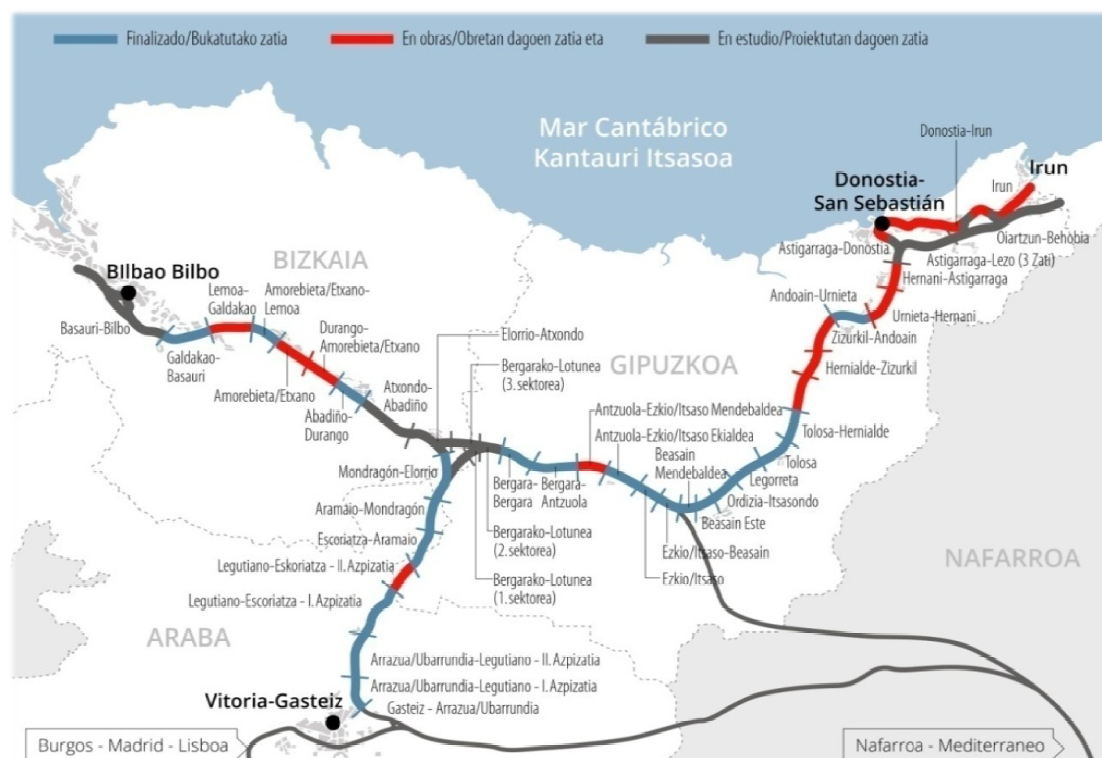 Finalizado/Bukatutako zatia
En obras/Obretan dagoen zatia eta
En estudio/Proiektutan dagoen zatia
Mar Cantábrico
Kantauri Itsasoa
Donostia-Irun
Irun
Donostia-
San Sebastián
Irun
Astigarraga-Donostia
Oiartzun-Behobia
Astigarraga-Lezo (3 Zati)
Hernani-Astigarraga
BIlbao Bilbo
BIZKAIA
Lemoa-
Galdakao
Amorebieta/Etxano-
Lemoa
Andoain-Urnieta
Urnieta-Hernani
Basauri-Bilbo
Durango-
Amorebieta/Etxano
Elorrio-Atxondo
Zizurkil-Andoain
Galdakao-
Basauri
GIPUZKOA
Bergarako-Lotunea
(3. sektorea)
Hernialde-Zizurkil
Amorebieta/Etxano
Atxondo-
Abadiño
Abadiño-
Durango
Antzuola-Ezkio/Itsaso Mendebaldea
Antzuola-Ezkio/Itsaso Ekialdea
Tolosa-Hernialde
Beasain
Mendebaldea
Tolosa
Mondragón-Elorrio
Legorreta
Bergara-
Bergara
Bergara-
Antzuola
Ordizia-Itsasondo
Aramaio-Mondragón
Beasain Este
Escoriatza-Aramaio
Bergarako-Lotunea
(2. sektorea)
Ezkio/Itsaso-Beasain
NAFARROA
Legutiano-Eskoriatza - II. Azpizatia
Bergarako-Lotunea
(1. sektorea)
Ezkio/Itsaso
Legutiano-Escoriatza - I. Azpizatia
ARABA
Arrazua/Ubarrundia-Legutiano - II. Azpizatia
Arrazua/Ubarrundia-Legutiano - I. Azpizatia
Vitoria-Gasteiz
Gasteiz - Arrazua/Ubarrundia
Burgos - Madrid - Lisboa
Nafarroa - Mediterraneo